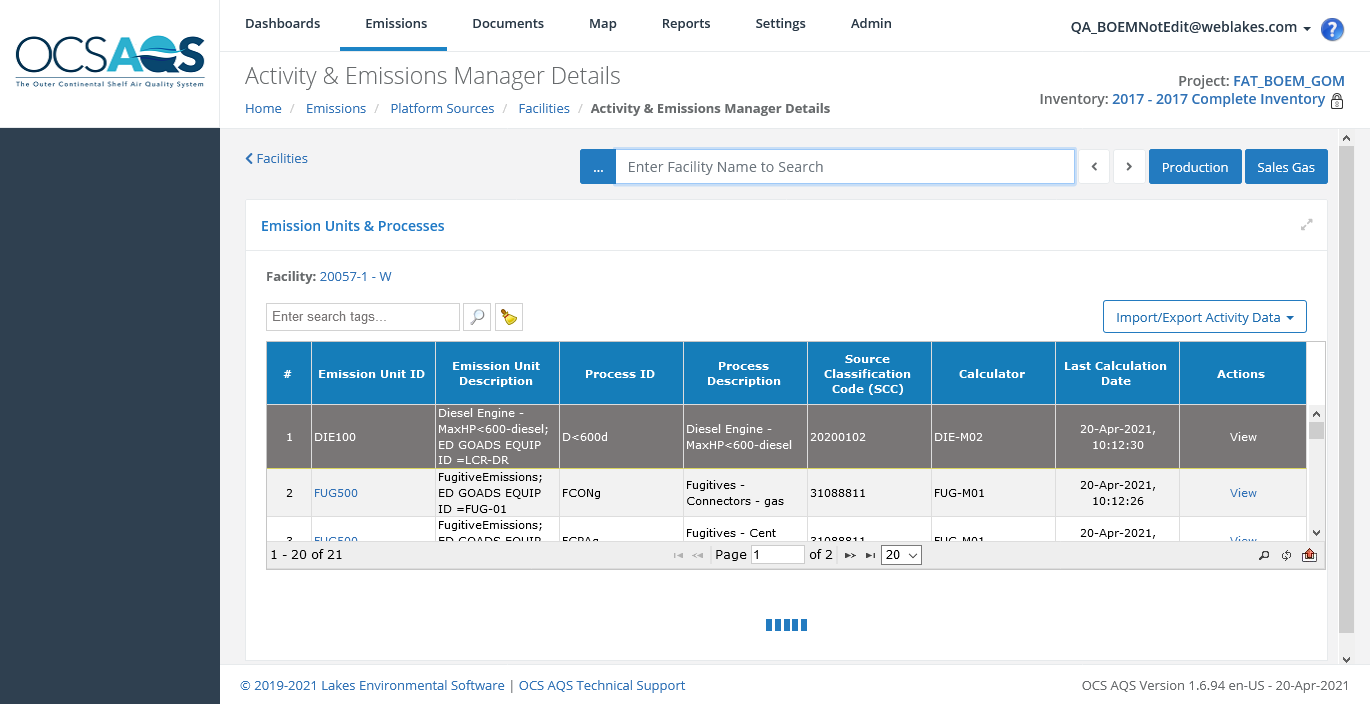 OCSAQS
The Outer Continental Shelf Air Quality System
Dashboards Emissions Documents Map Reports Settings Admin
QA_BOEMNotEdit@weblakes.com ?
Activity & Emissions Manager Details
Home / Emissions / Platform Sources / Facilities / Activity & Emissions Manager Details
Project: FAT_BOEM_GOM
Inventory: 2017 - 2017 Complete Inventory
Facilities
... Enter Facility Name to Search
Production Sales Gas
Emission Units & Processes
Facility: 20057-1 - W
Enter search tags...
Import/Export Activity Data
# Emission Unit ID Emission Unit Description Process ID Process Description Source Classification Code (SCC) Calculator Last Calculation Date Actions
1 DIE100 Diesel Engine - MaxHP<600-diesel; ED GOADS EQUIP ID =LCR-DR D<600d Diesel Engine - MaxHP<600-diesel 20200102 DIE-M02 20-Apr-2021, 10:12:30 View
2 FUG500 FugitiveEmissions; ED GOADS EQUIP ID =FUG-01 FCONg Fugitives - Connectors - gas 31088811 FUG-M01 20-Apr-2021, 10:12:26 View
3 FUG500 FugitiveEmissions; ED GOADS EQUIP Fugitives - Cent 31088811 FUG-M01 20-Apr-2021, View
1 - 20 of 21
Page 1 of 2 20
© 2019-2021 Lakes Environmental Software | OCS AQS Technical Support
OCS AQS Version 1.6.94 en-US - 20-Apr-2021